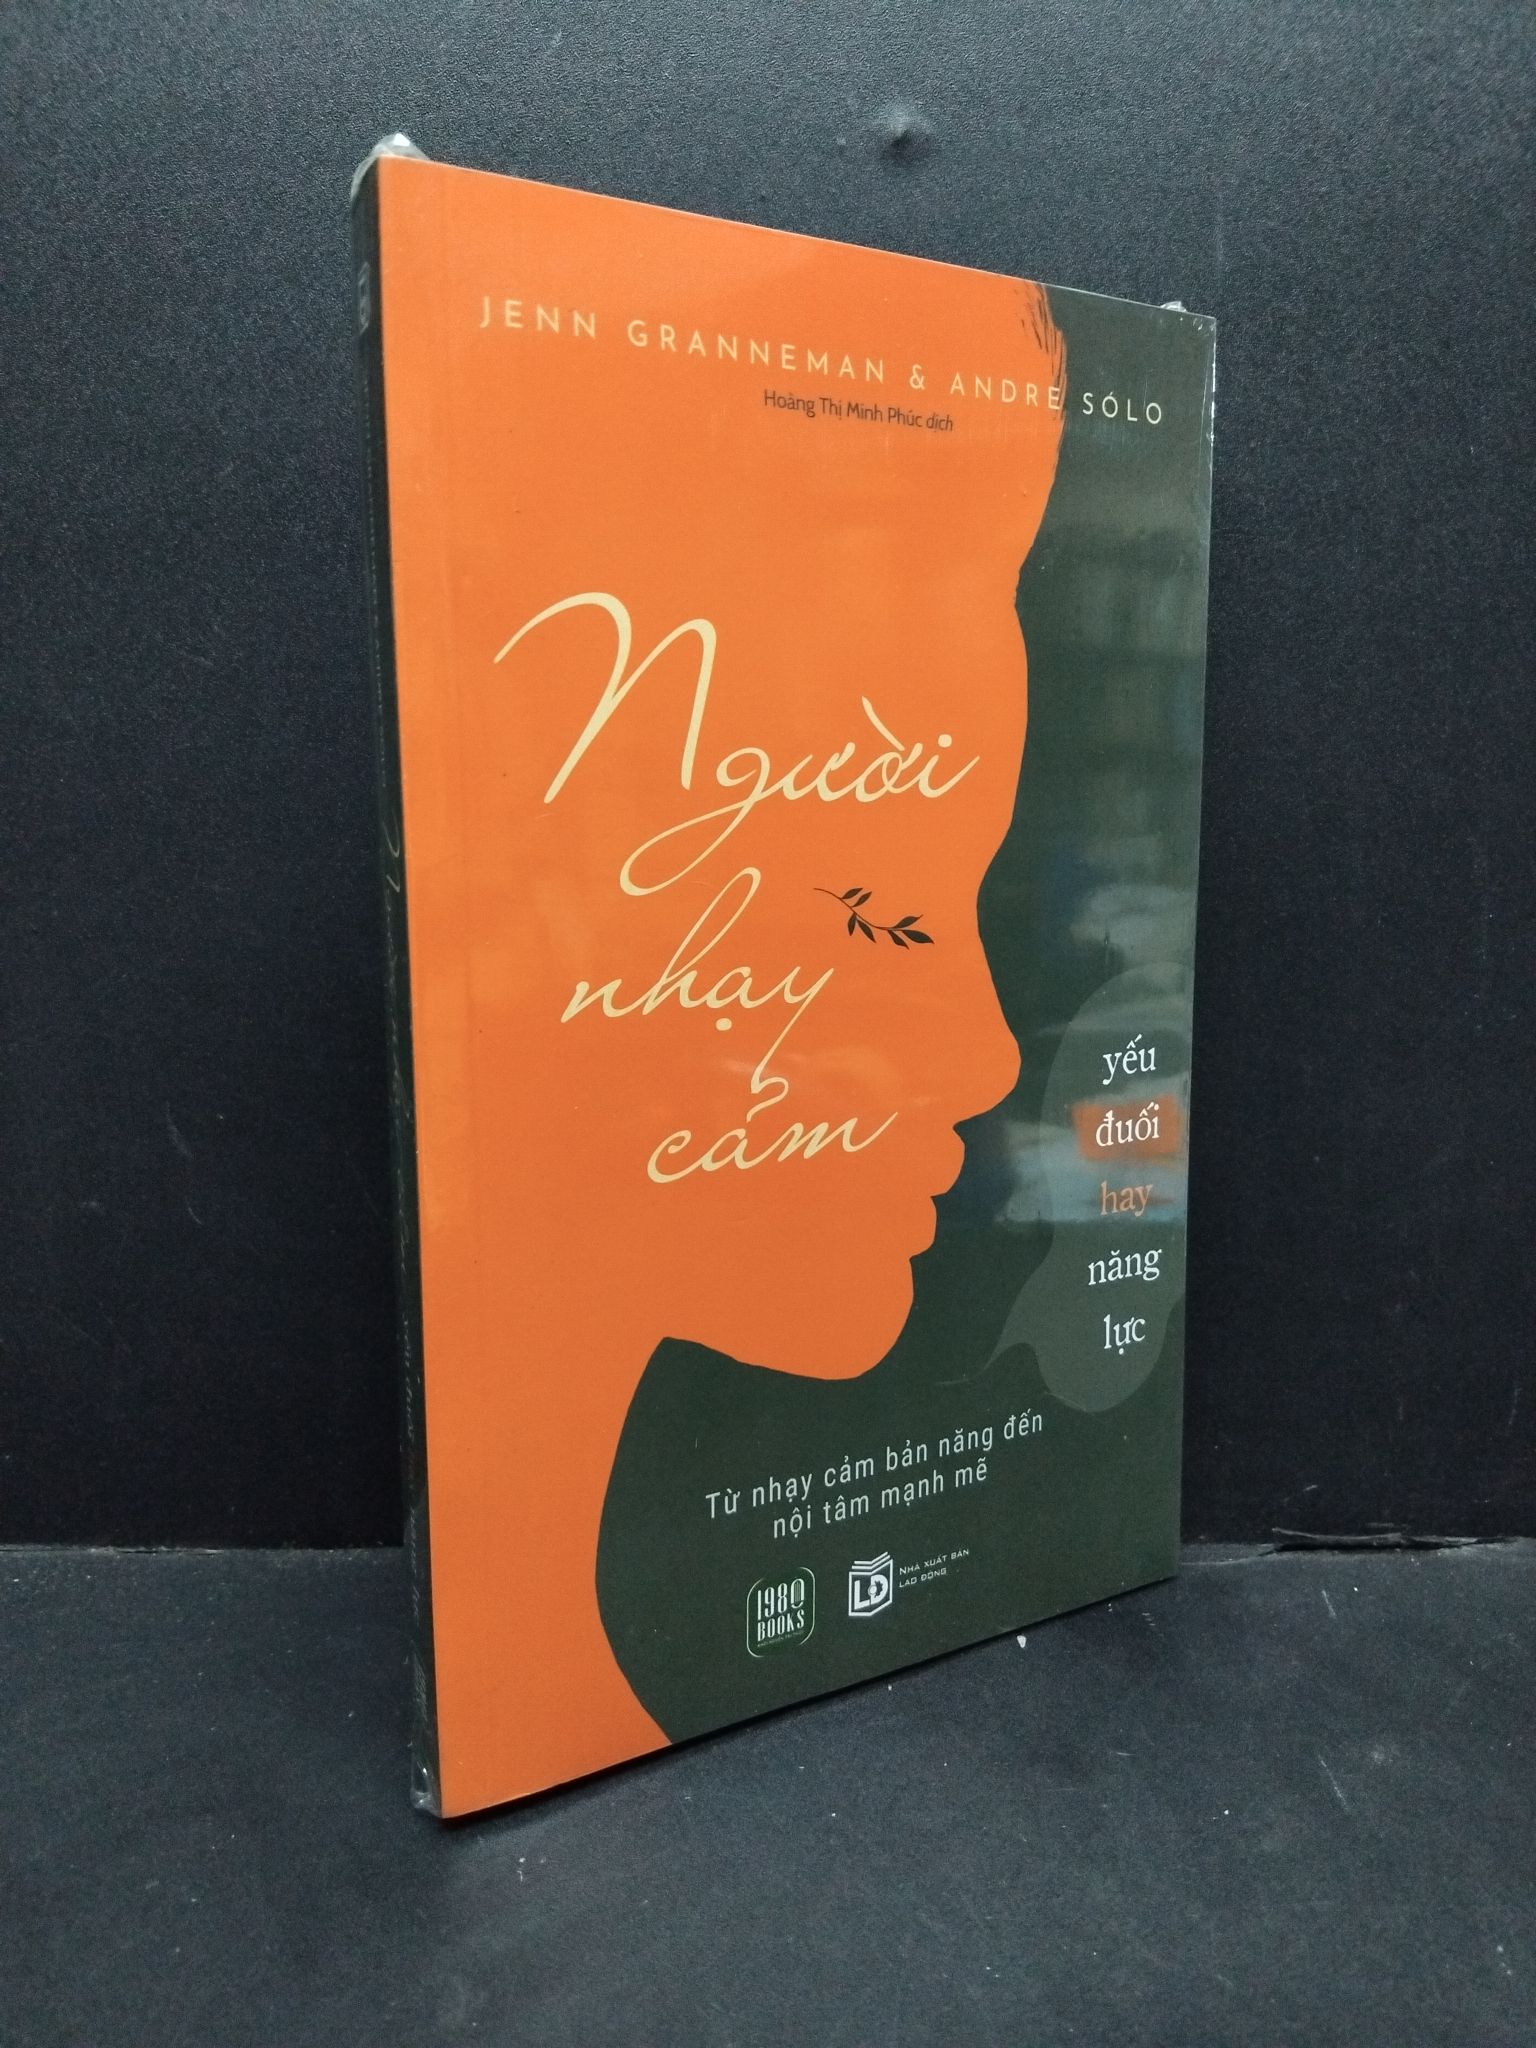 JENN GRANNEMAN & ANDRE SÓLO
Hoàng Thị Minh Phúc dịch
Người
nhạy
cảm
yếu
đuối
hay
năng
lực
Từ nhạy cảm bản năng đến
nội tâm mạnh mẽ
1980
BOOKS
LD
NHÀ XUẤT BẢN
LAO ĐỘNG